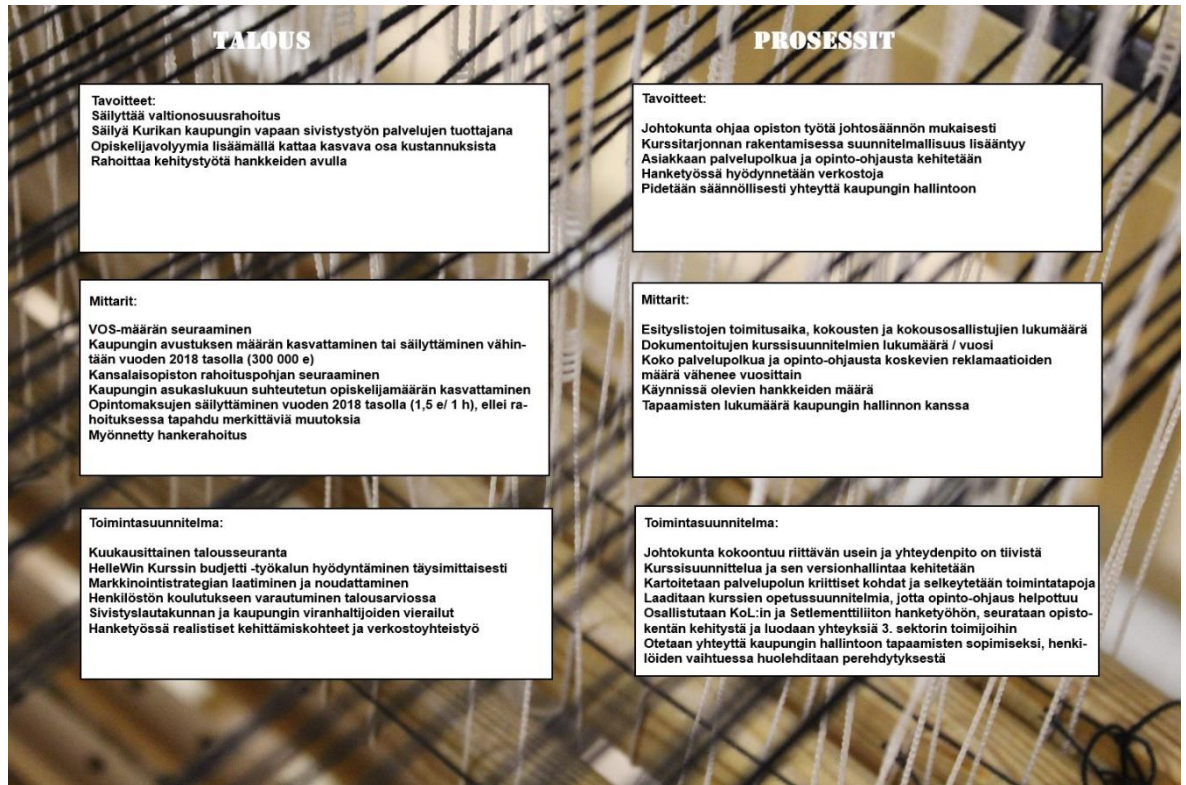 TALOUS
Tavoitteet:
Säilyttää valtionosuusrahoitus
Säilyä Kurikan kaupungin vapaan sivistystyön palvelujen tuottajana
Opiskelijavolyymia lisäämällä kattaa kasvava osa kustannuksista
Rahoittaa kehitystyötä hankkeiden avulla
Mittarit:
VOS-määrän seuraaminen
Kaupungin avustuksen määrän kasvattaminen tai säilyttäminen vähin-
tään vuoden 2018 tasolla (300 000 e)
Kansalaisopiston rahoituspohjan seuraaminen
Kaupungin asukaslukuun suhteutetun opiskelijamäärän kasvattaminen
Opintomaksujen säilyttäminen vuoden 2018 tasolla (1,5 e/ 1 h), ellei ra-
hoituksessa tapahdu merkittäviä muutoksia
Myönnetty hankerahoitus
Toimintasuunnitelma:
Kuukausittainen talousseuranta
HelleWin Kurssin budjetti -työkalun hyödyntäminen täysimittaisesti
Markkinointistrategian laatiminen ja noudattaminen
Henkilöstön koulutukseen varautuminen talousarviossa
Sivistyslautakunnan ja kaupungin viranhaltijoiden vierailut
Hanketyössä realistiset kehittämiskohteet ja verkostoyhteistyö
PROSESSIT
Tavoitteet:
Johtokunta ohjaa opiston työtä johtosäännön mukaisesti
Kurssitarjonnan rakentamisessa suunnitelmallisuus lisääntyy
Asiakkaan palvelupolkua ja opinto-ohjausta kehitetään
Hanketyössä hyödynnetään verkostoja
Pidetään säännöllisesti yhteyttä kaupungin hallintoon
Mittarit:
Esityslistojen toimitusaika, kokousten ja kokousosallistujien lukumäärä
Dokumentoitujen kurssisuunnitelmien lukumäärä / vuosi
Koko palvelupolkua ja opinto-ohjausta koskevien reklamaatioiden
määrä vähenee vuosittain
Käynnissä olevien hankkeiden määrä
Tapaamisten lukumäärä kaupungin hallinnon kanssa
Toimintasuunnitelma:
Johtokunta kokoontuu riittävän usein ja yhteydenpito on tiivistä
Kurssisuunnittelua ja sen versionhallintaa kehitetään
Kartoitetaan palvelupolun kriittiset kohdat ja selkeytetään toimintatapoja
Laaditaan kurssien opetussuunnitelmia, jotta opinto-ohjaus helpottuu
Osallistutaan KoL:in ja Setlementtiliiton hanketyöhön, seurataan opisto-
kentän kehitystä ja luodaan yhteyksiä 3. sektorin toimijoihin
Otetaan yhteyttä kaupungin hallintoon tapaamisten sopimiseksi, henki-
löiden vaihtuessa huolehditaan perehdytyksestä